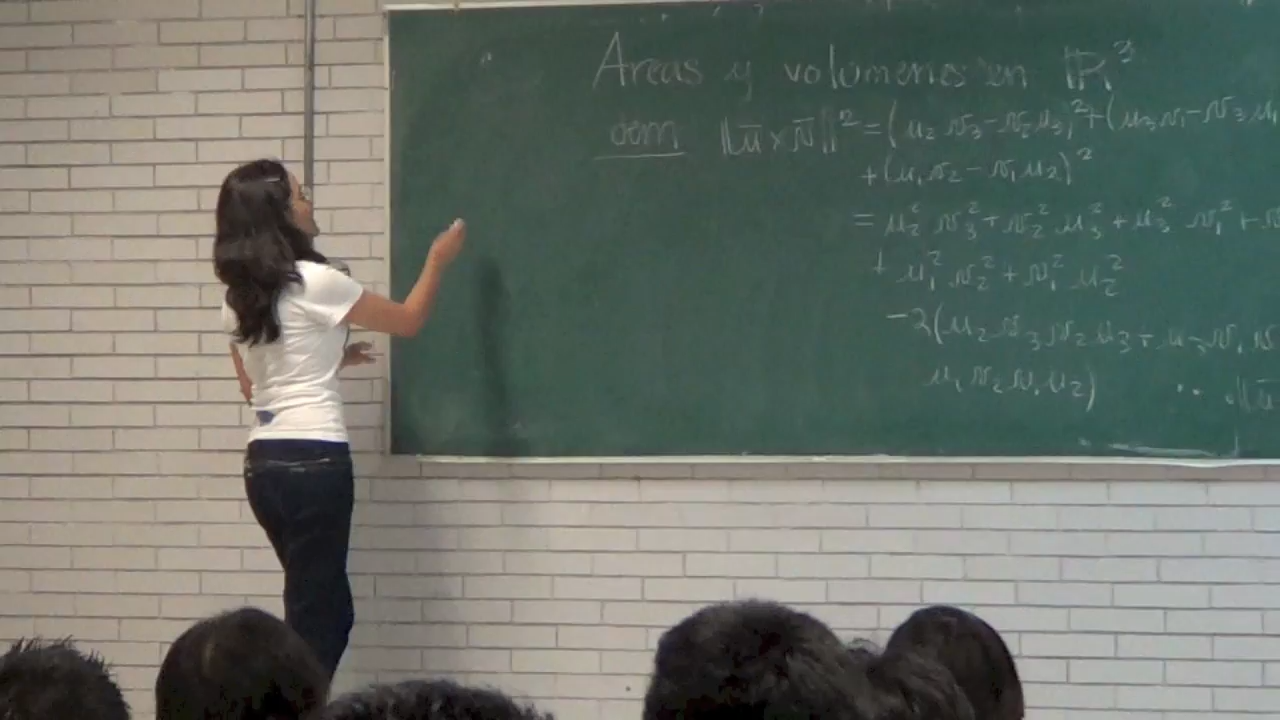 Areas y volumenes en ℝ³
dem ‖ū × v̄‖² = (u₂v₃ - v₂u₃)² + (u₃v₁ - v₃u₁
+ (u₁v₂ - v₁u₂)²
= u₂²v₃² + v₂²u₃² + u₃²v₁² + v
+ u₁²v₂² + v₁²u₂²
-2(u₂v₃v₂u₃ + u₃v₁v
u₁v₂v₁u₂) ∴ ‖ū